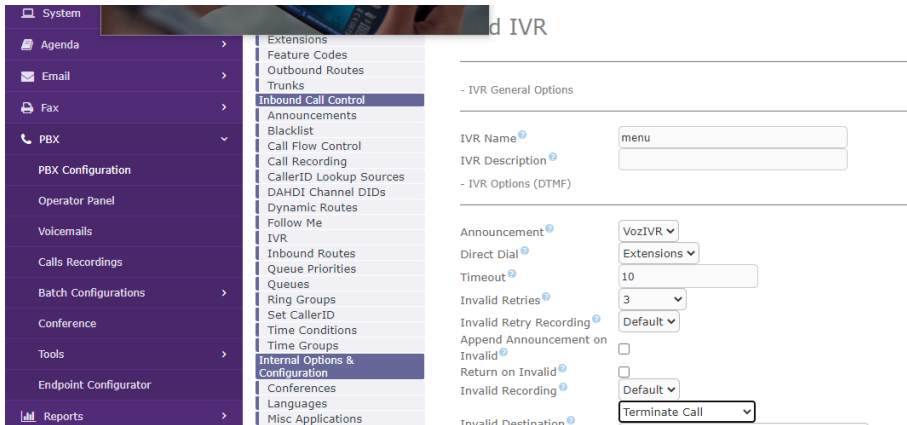 System
Agenda
Email
Fax
PBX
PBX Configuration
Operator Panel
Voicemails
Calls Recordings
Batch Configurations
Conference
Tools
Endpoint Configurator
Reports
Extensions
Feature Codes
Outbound Routes
Trunks
Inbound Call Control
Announcements
Blacklist
Call Flow Control
Call Recording
CallerID Lookup Sources
DAHDI Channel DIDs
Dynamic Routes
Follow Me
IVR
Inbound Routes
Queue Priorities
Queues
Ring Groups
Set CallerID
Time Conditions
Time Groups
Internal Options &
Configuration
Conferences
Languages
Misc Applications
d IVR
- IVR General Options
IVR Name menu
IVR Description
- IVR Options (DTMF)
Announcement VozIVR
Direct Dial Extensions
Timeout 10
Invalid Retries 3
Invalid Retry Recording Default
Append Announcement on
Invalid
Return on Invalid
Invalid Recording Default
Invalid Destination Terminate Call